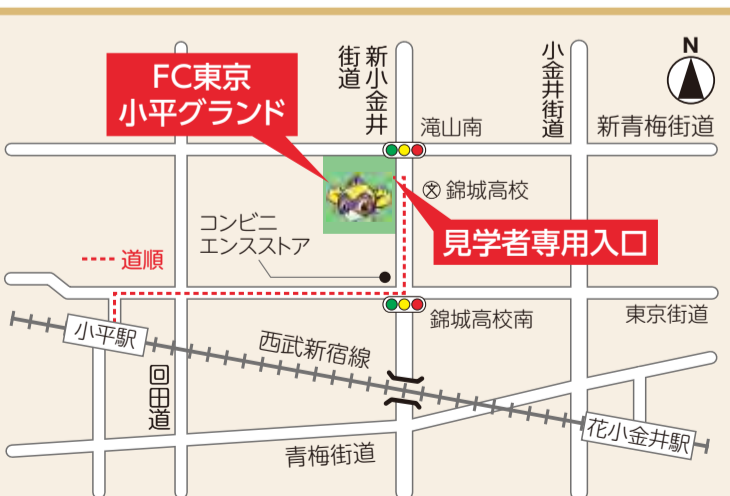 FC東京
小平グランド
新小金井
街道
小金井街道
N
滝山南
新青梅街道
錦城高校
文
コンビニ
エンスストア
見学者専用入口
道順
錦城高校南
東京街道
小平駅
西武新宿線
回田道
青梅街道
花小金井駅